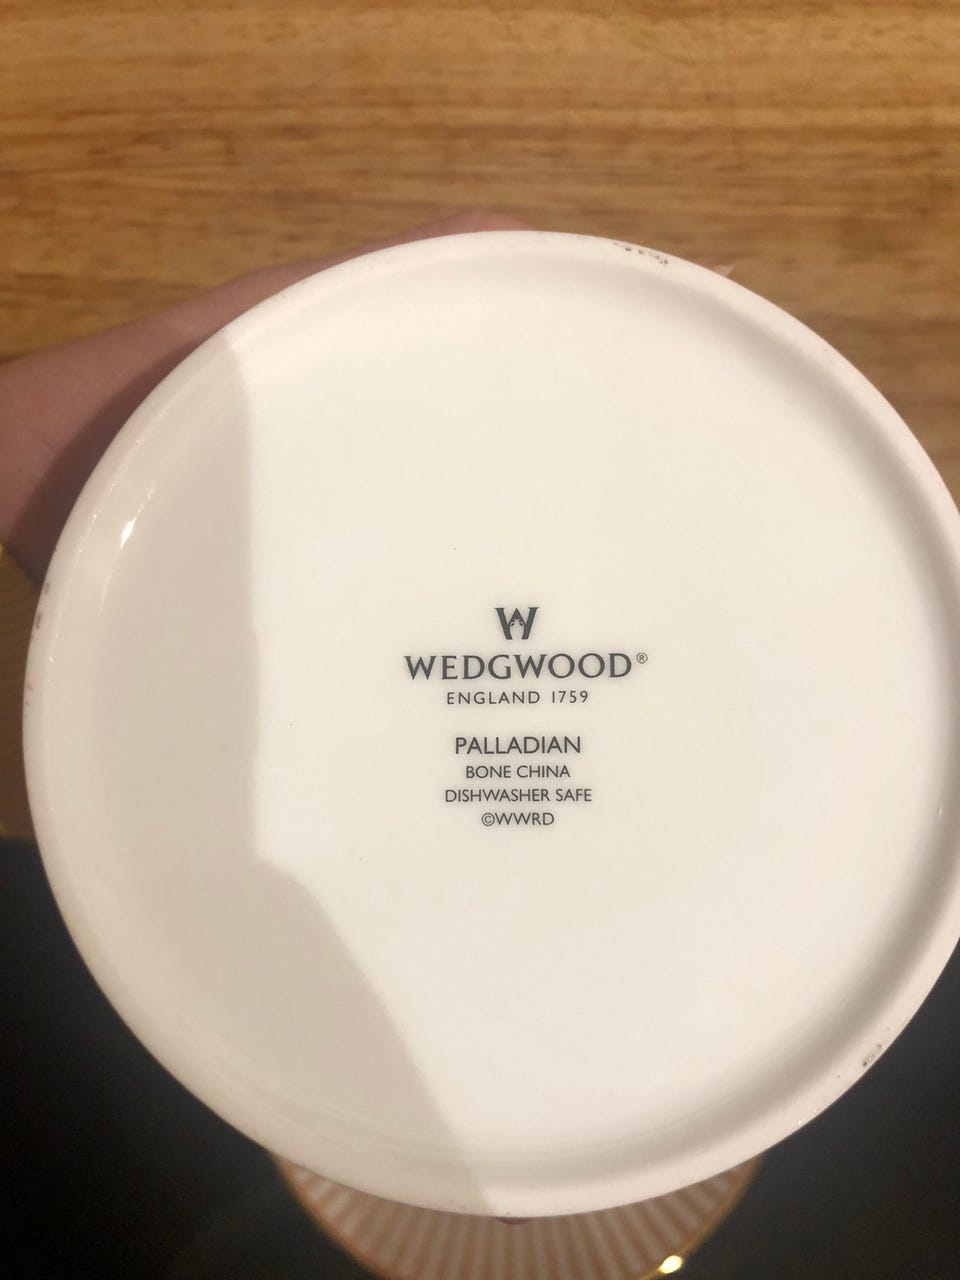 W
WEDGWOOD®
ENGLAND 1759
PALLADIAN
BONE CHINA
DISHWASHER SAFE
©WWRD